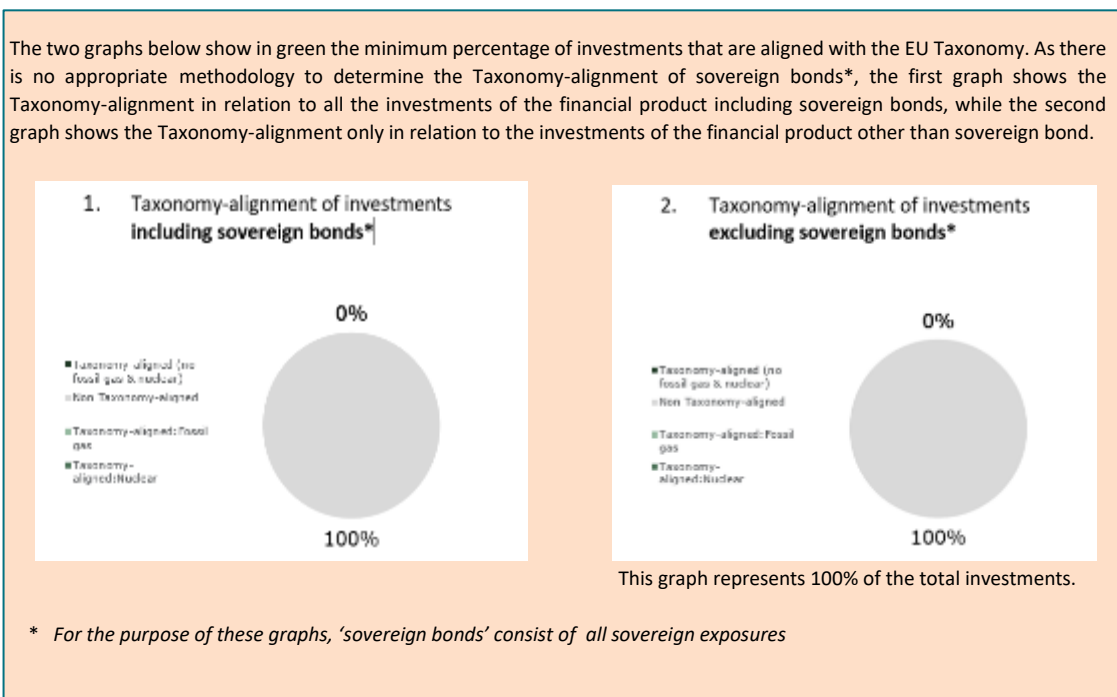 The two graphs below show in green the minimum percentage of investments that are aligned with the EU Taxonomy. As there
is no appropriate methodology to determine the Taxonomy-alignment of sovereign bonds*, the first graph shows the
Taxonomy-alignment in relation to all the investments of the financial product including sovereign bonds, while the second
graph shows the Taxonomy-alignment only in relation to the investments of the financial product other than sovereign bond.
1. Taxonomy-alignment of investments
including sovereign bonds*
0%
Taxonomy-aligned (no
fossil gas & nuclear)
Non Taxonomy-aligned
Taxonomy-aligned:Fossil
gas
Taxonomy-
aligned:Nuclear
100%
2. Taxonomy-alignment of investments
excluding sovereign bonds*
0%
Taxonomy-aligned (no
fossil gas & nuclear)
Non Taxonomy-aligned
Taxonomy-aligned:Fossil
gas
Taxonomy-
aligned:Nuclear
100%
This graph represents 100% of the total investments.
* For the purpose of these graphs, ‘sovereign bonds’ consist of all sovereign exposures